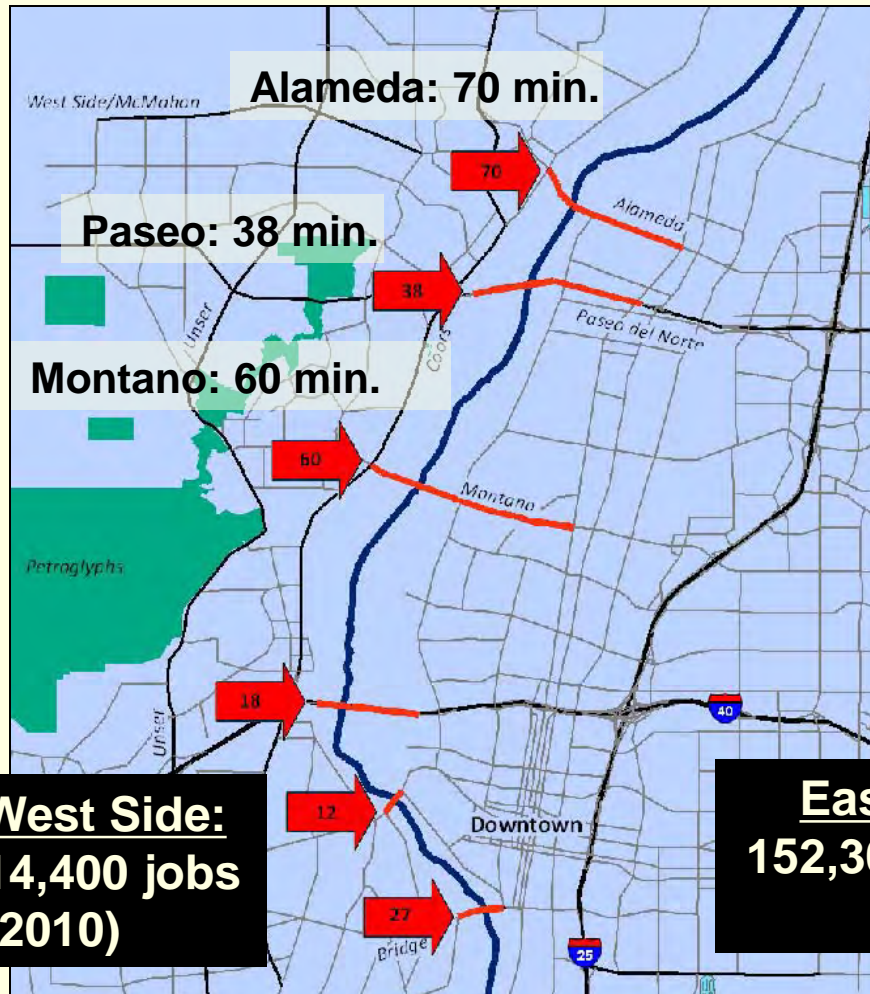 Alameda: 70 min.
West Side/McMahon
70
Alameda
Paseo: 38 min.
38
Unser
Coors
Paseo del Norte
Montano: 60 min.
60
Montano
Petroglyphs
18
40
Unser
West Side:
14,400 jobs
2010)
12
Downtown
Eas
152,30
27
Bridge
25